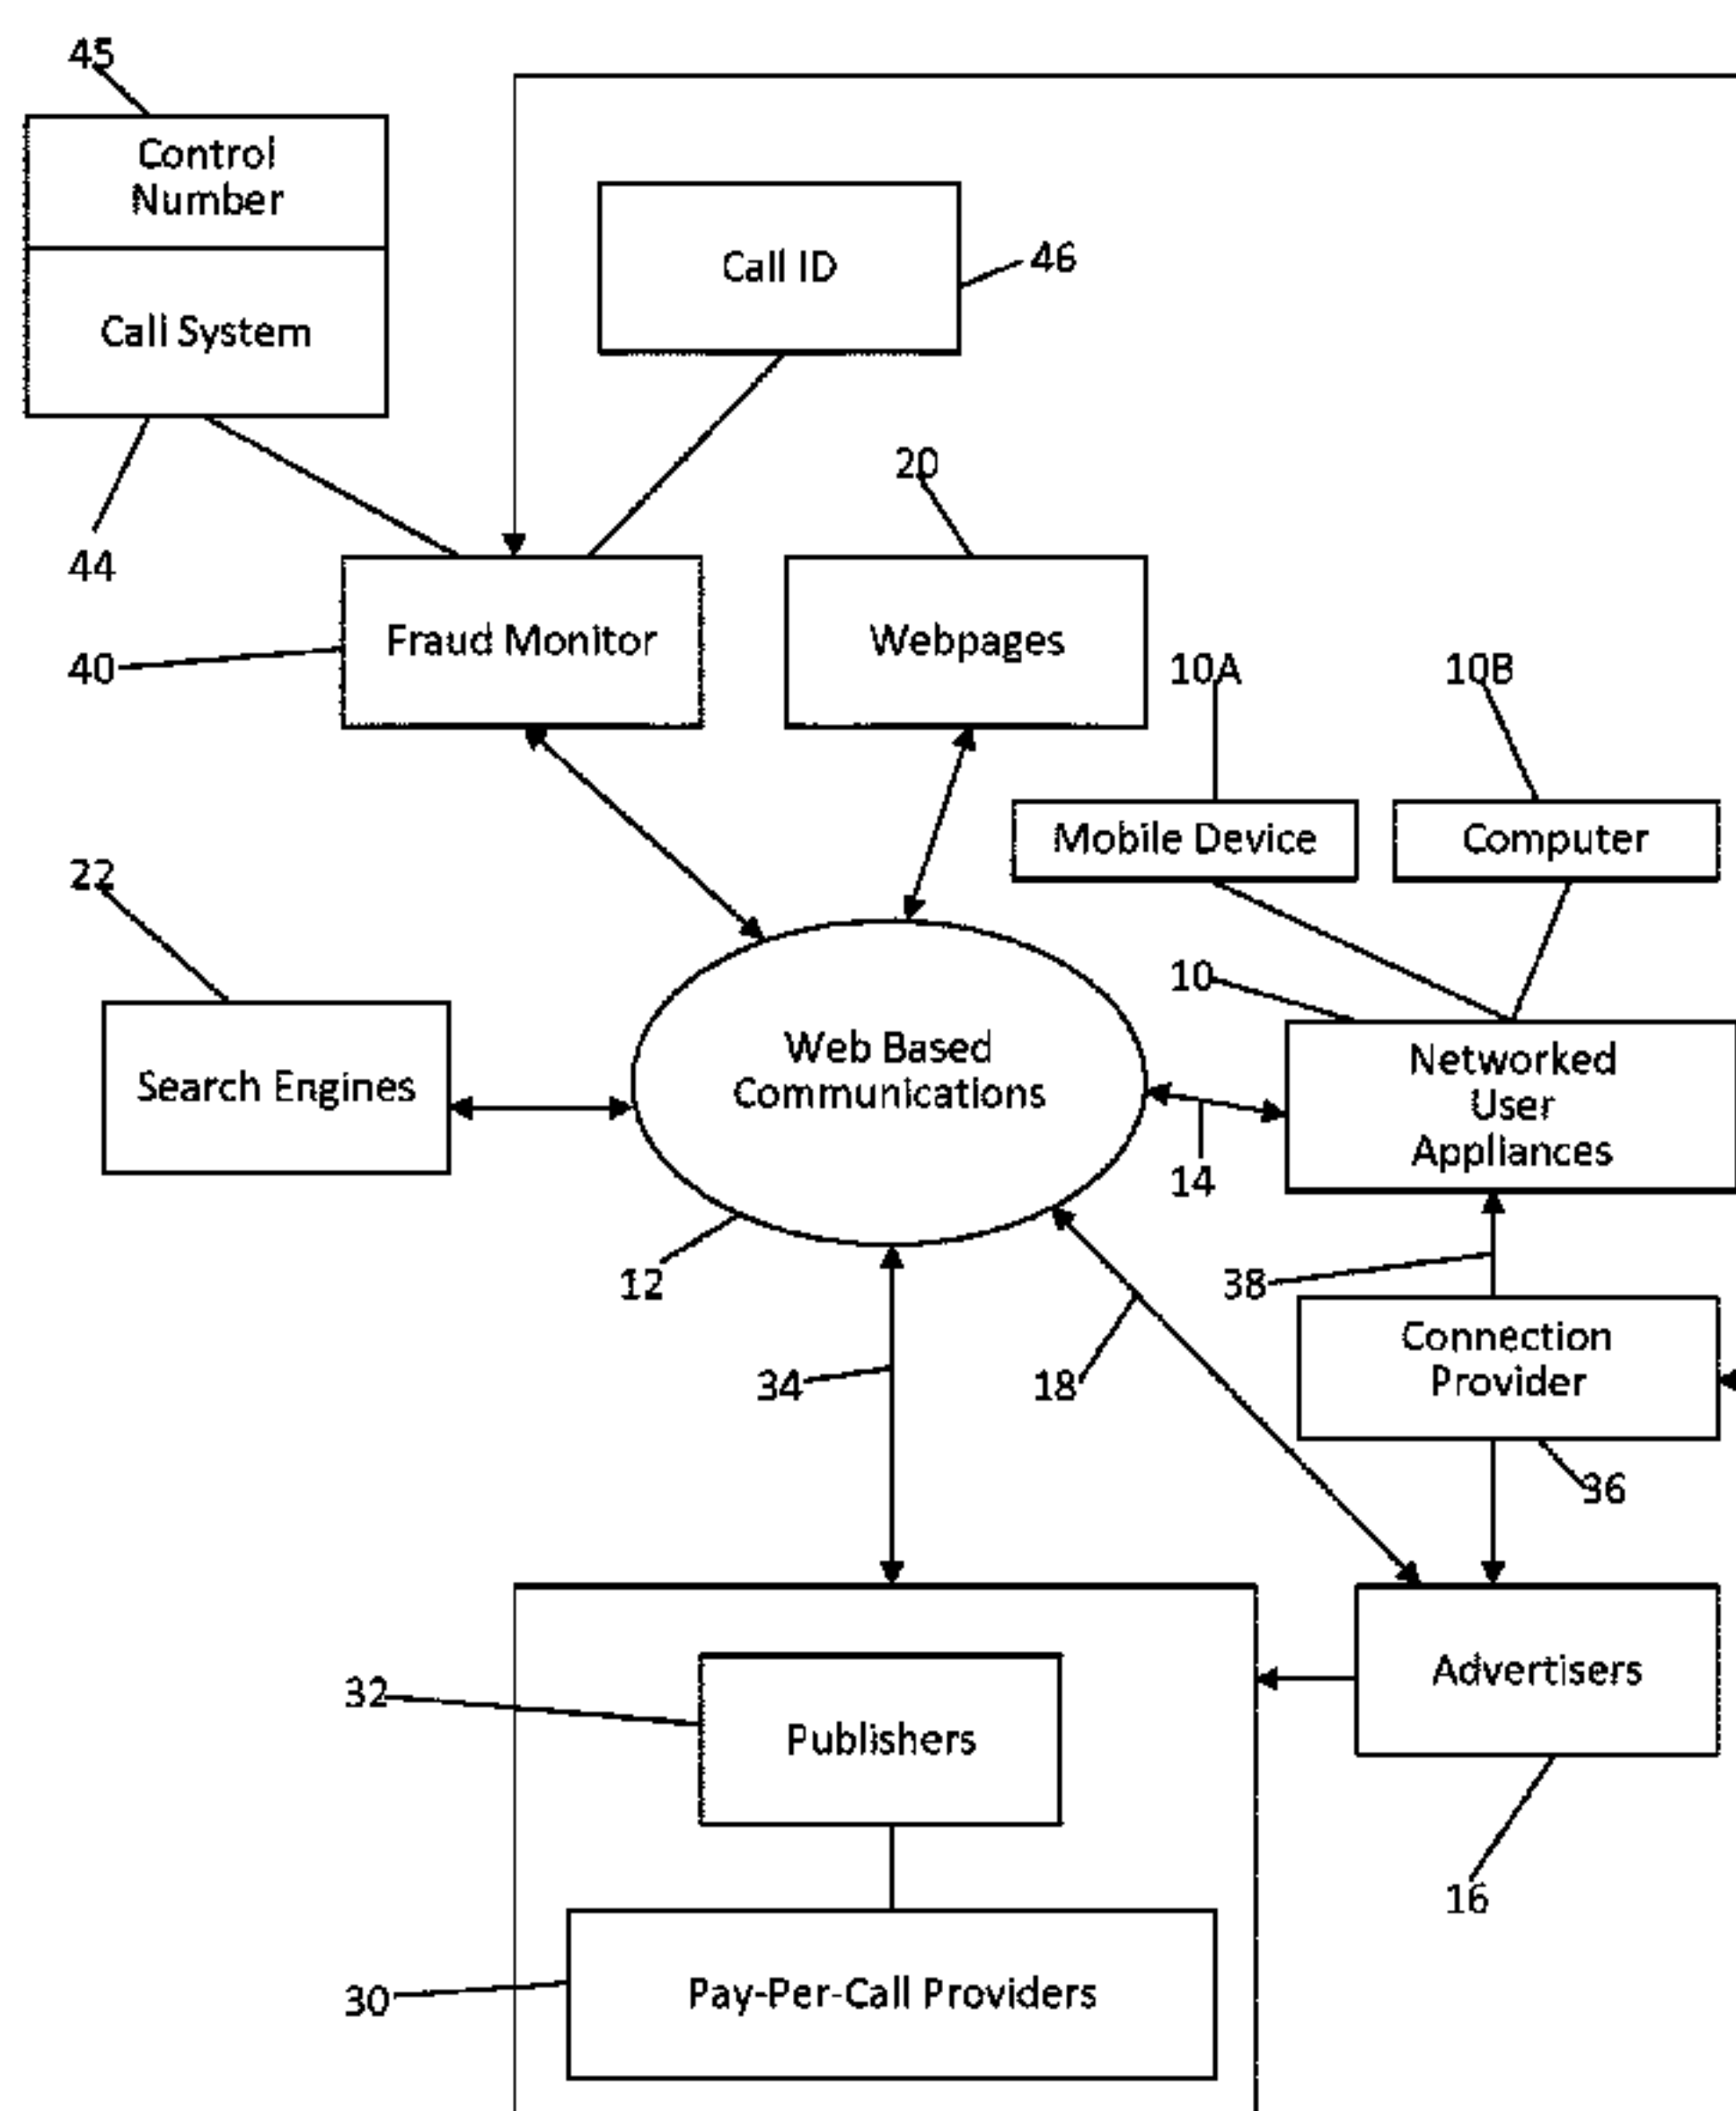 45
Control
Number
Call System
44
Call ID
46
20
Fraud Monitor
40
Webpages
10A
10B
Mobile Device
Computer
22
Search Engines
Web Based
Communications
12
10
Networked
User
Appliances
14
38
Connection
Provider
36
34
18
32
Publishers
Advertisers
16
30
Pay-Per-Call Providers